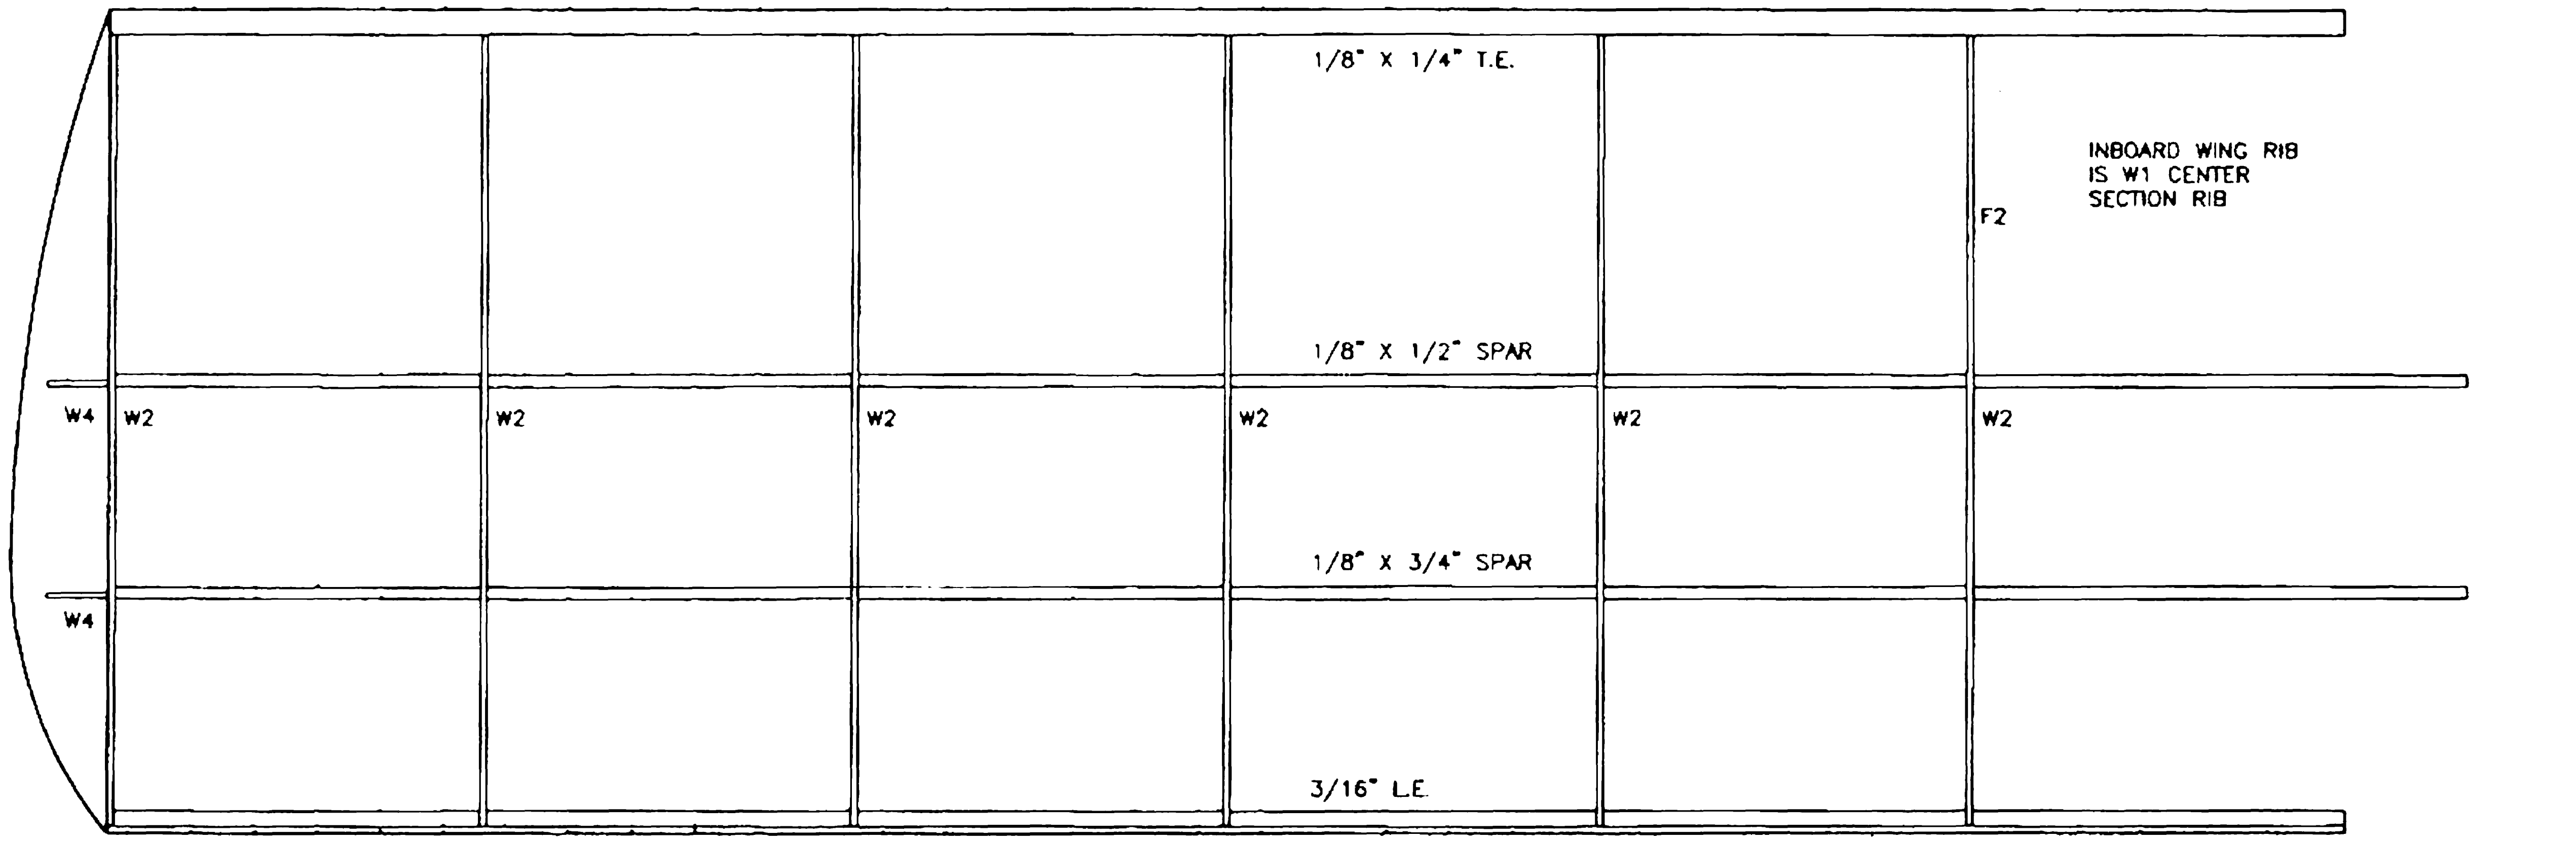 1/8" X 1/4" T.E.
INBOARD WING RIB
IS W1 CENTER
SECTION RIB
F2
1/8" X 1/2" SPAR
W4 W2 W2 W2 W2 W2 W2
1/8" X 3/4" SPAR
W4
3/16" L.E.